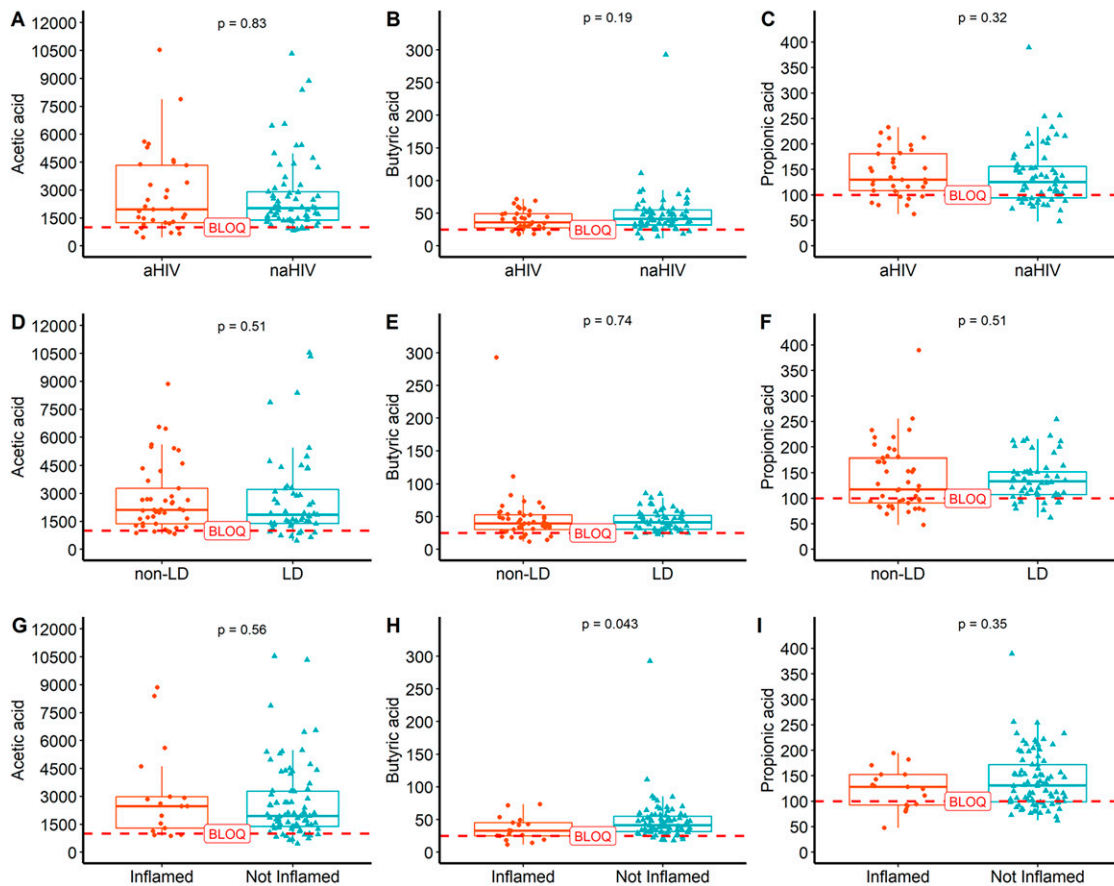 A
p = 0.83
Acetic acid
12000
10500
9000
7500
6000
4500
3000
1500
0
BLOQ
aHIV naHIV
B
p = 0.19
Butyric acid
300
250
200
150
100
50
0
BLOQ
aHIV naHIV
C
p = 0.32
Propionic acid
400
350
300
250
200
150
100
50
0
BLOQ
aHIV naHIV
D
p = 0.51
Acetic acid
12000
10500
9000
7500
6000
4500
3000
1500
0
BLOQ
non-LD LD
E
p = 0.74
Butyric acid
300
250
200
150
100
50
0
BLOQ
non-LD LD
F
p = 0.51
Propionic acid
400
350
300
250
200
150
100
50
0
BLOQ
non-LD LD
G
p = 0.56
Acetic acid
12000
10500
9000
7500
6000
4500
3000
1500
0
BLOQ
Inflamed Not Inflamed
H
p = 0.043
Butyric acid
300
250
200
150
100
50
0
BLOQ
Inflamed Not Inflamed
I
p = 0.35
Propionic acid
400
350
300
250
200
150
100
50
0
BLOQ
Inflamed Not Inflamed